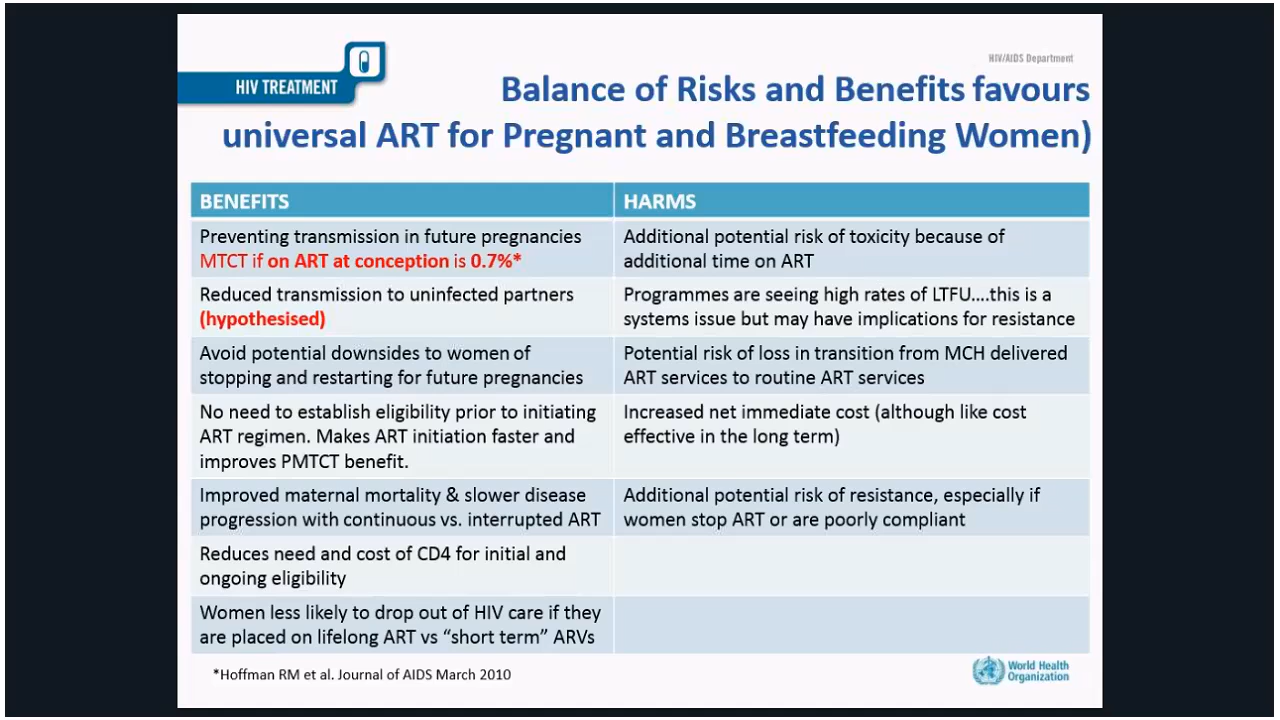 HIV TREATMENT
HIV/AIDS Department
Balance of Risks and Benefits favours
universal ART for Pregnant and Breastfeeding Women)
BENEFITS
HARMS
Preventing transmission in future pregnancies
MTCT if on ART at conception is 0.7%*
Additional potential risk of toxicity because of
additional time on ART
Reduced transmission to uninfected partners
(hypothesised)
Programmes are seeing high rates of LTFU....this is a
systems issue but may have implications for resistance
Avoid potential downsides to women of
stopping and restarting for future pregnancies
Potential risk of loss in transition from MCH delivered
ART services to routine ART services
No need to establish eligibility prior to initiating
ART regimen. Makes ART initiation faster and
improves PMTCT benefit.
Increased net immediate cost (although like cost
effective in the long term)
Improved maternal mortality & slower disease
progression with continuous vs. interrupted ART
Additional potential risk of resistance, especially if
women stop ART or are poorly compliant
Reduces need and cost of CD4 for initial and
ongoing eligibility
Women less likely to drop out of HIV care if they
are placed on lifelong ART vs “short term” ARVs
*Hoffman RM et al. Journal of AIDS March 2010
World Health
Organization